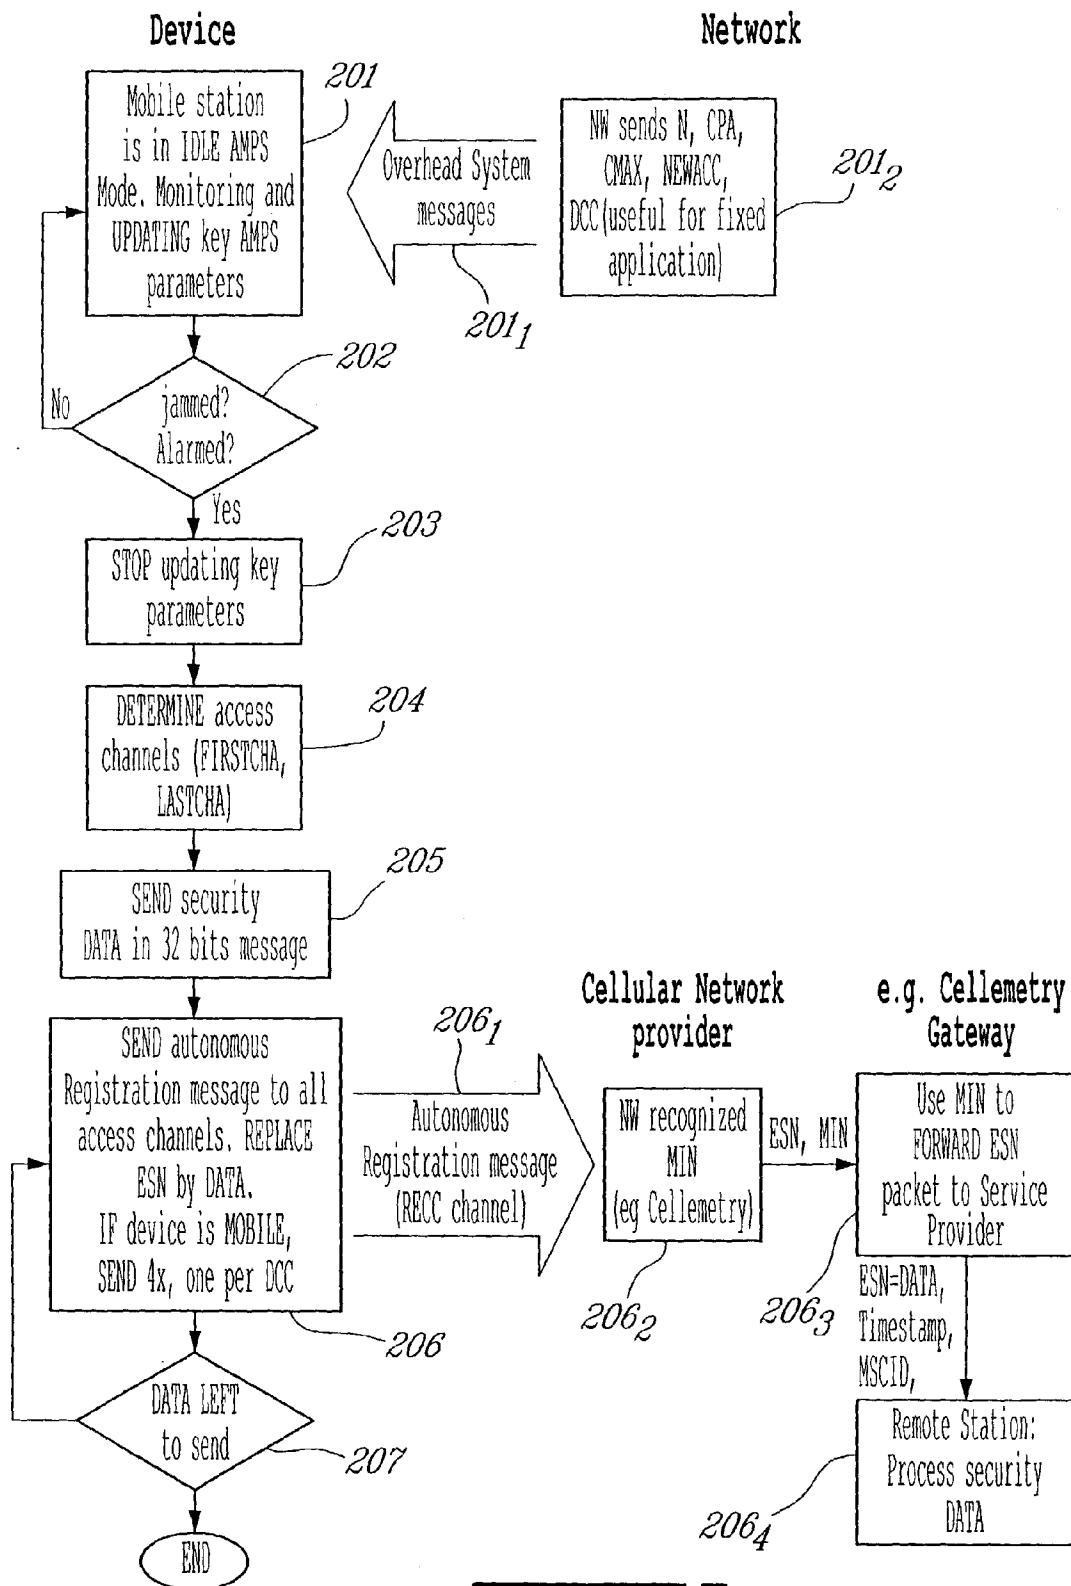 Device
Network
201
Mobile station
is in IDLE AMPS
Mode. Monitoring and
UPDATING key AMPS
parameters
Overhead System
messages
201₁
NW sends N, CPA,
CMAX, NEWACC,
DCC(useful for fixed
application)
201₂
202
No
jammed?
Alarmed?
Yes
203
STOP updating key
parameters
204
DETERMINE access
channels (FIRSTCHA,
LASTCHA)
205
SEND security
DATA in 32 bits message
SEND autonomous
Registration message to all
access channels. REPLACE
ESN by DATA.
IF device is MOBILE,
SEND 4x, one per DCC
206
206₁
Autonomous
Registration message
(RECC channel)
Cellular Network
provider
NW recognized
MIN
(eg Cellemetry)
206₂
ESN, MIN
e.g. Cellemetry
Gateway
Use MIN to
FORWARD ESN
packet to Service
Provider
206₃
ESN=DATA,
Timestamp,
MSCID,
Remote Station:
Process security
DATA
206₄
DATA LEFT
to send
207
END